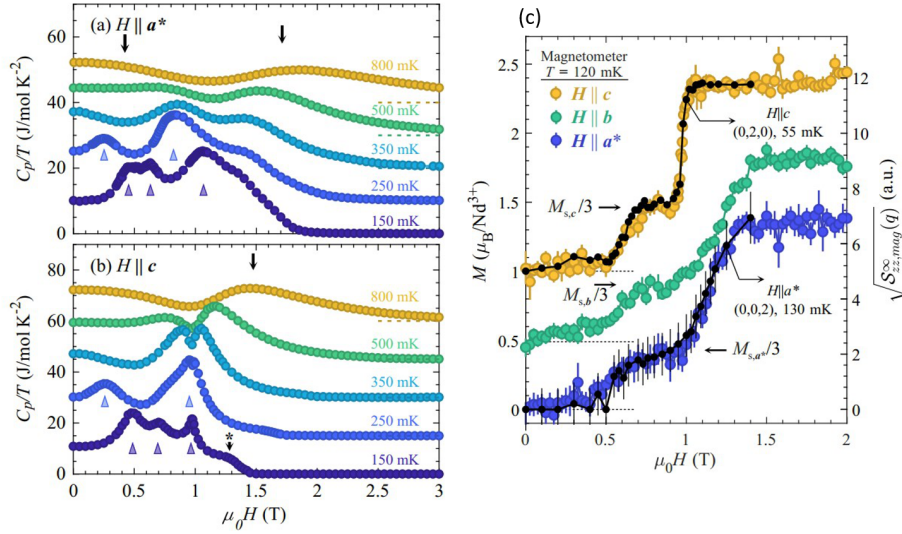 (a) H || a*
60
40
20
0
C_p/T (J/mol K⁻²)
800 mK
500 mK
350 mK
250 mK
150 mK
(b) H || c
80
60
40
20
0
C_p/T (J/mol K⁻²)
800 mK
500 mK
350 mK
250 mK
*
150 mK
0 0.5 1 1.5 2 2.5 3
μ₀H (T)
(c)
Magnetometer
T = 120 mK
H || c
H || b
H || a*
2.5
2
1.5
1
0.5
0
M (μ_B/Nd³⁺)
H||c
(0,2,0), 55 mK
M_s,c/3
M_s,b/3
H||a*
(0,0,2), 130 mK
M_s,a*/3
12
10
8
6
4
2
0
√S^∞_zz,mag(q) (a.u.)
0 0.5 1 1.5 2
μ₀H (T)